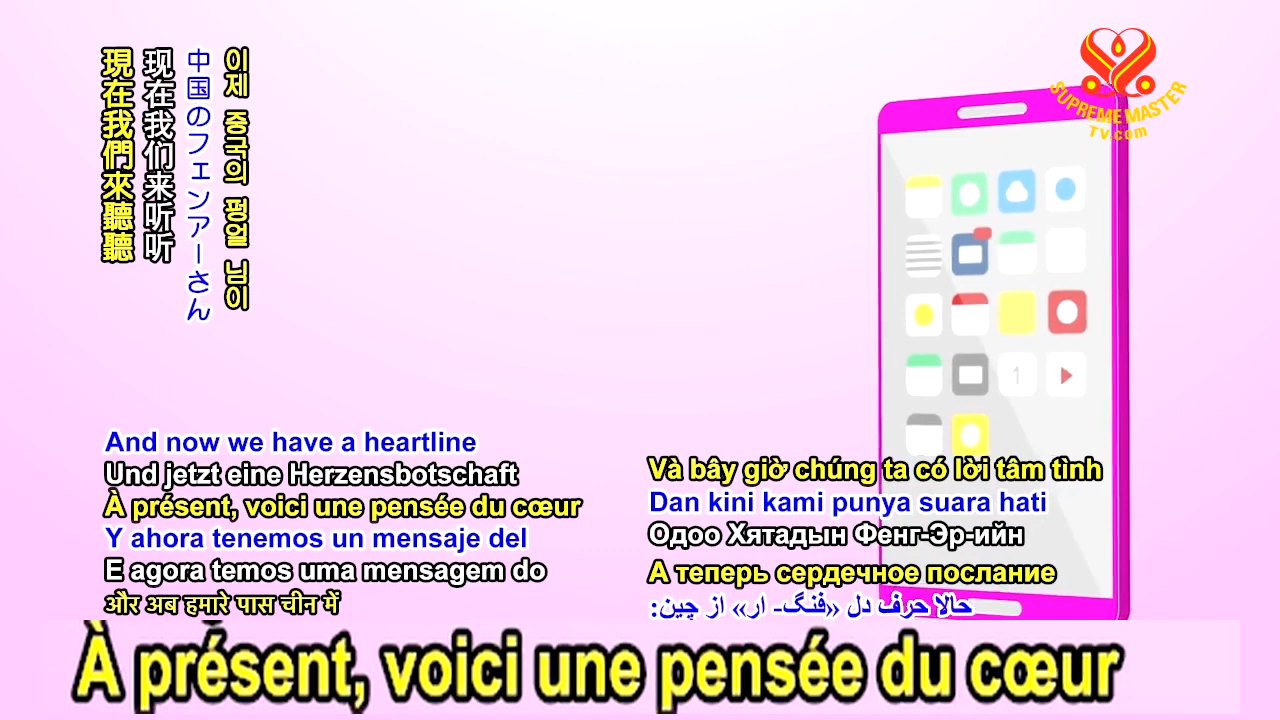 現在我們來聽聽
现在我们来听听
中国のフェンアーさん
이제 중국의 펑얼 님이
SUPREME MASTER
TV.com
1
And now we have a heartline
Und jetzt eine Herzensbotschaft
À présent, voici une pensée du cœur
Y ahora tenemos un mensaje del
E agora temos uma mensagem do
और अब हमारे पास चीन में
Và bây giờ chúng ta có lời tâm tình
Dan kini kami punya suara hati
Одоо Хятадын Фенг-Эр-ийн
А теперь сердечное послание
حالا حرف دل «فنگ- ار» از چین:
À présent, voici une pensée du cœur